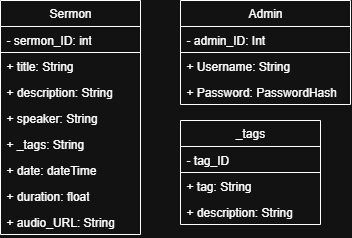 Sermon
- sermon_ID: int
+ title: String
+ description: String
+ speaker: String
+ _tags: String
+ date: dateTime
+ duration: float
+ audio_URL: String
Admin
- admin_ID: Int
+ Username: String
+ Password: PasswordHash
_tags
- tag_ID
+ tag: String
+ description: String